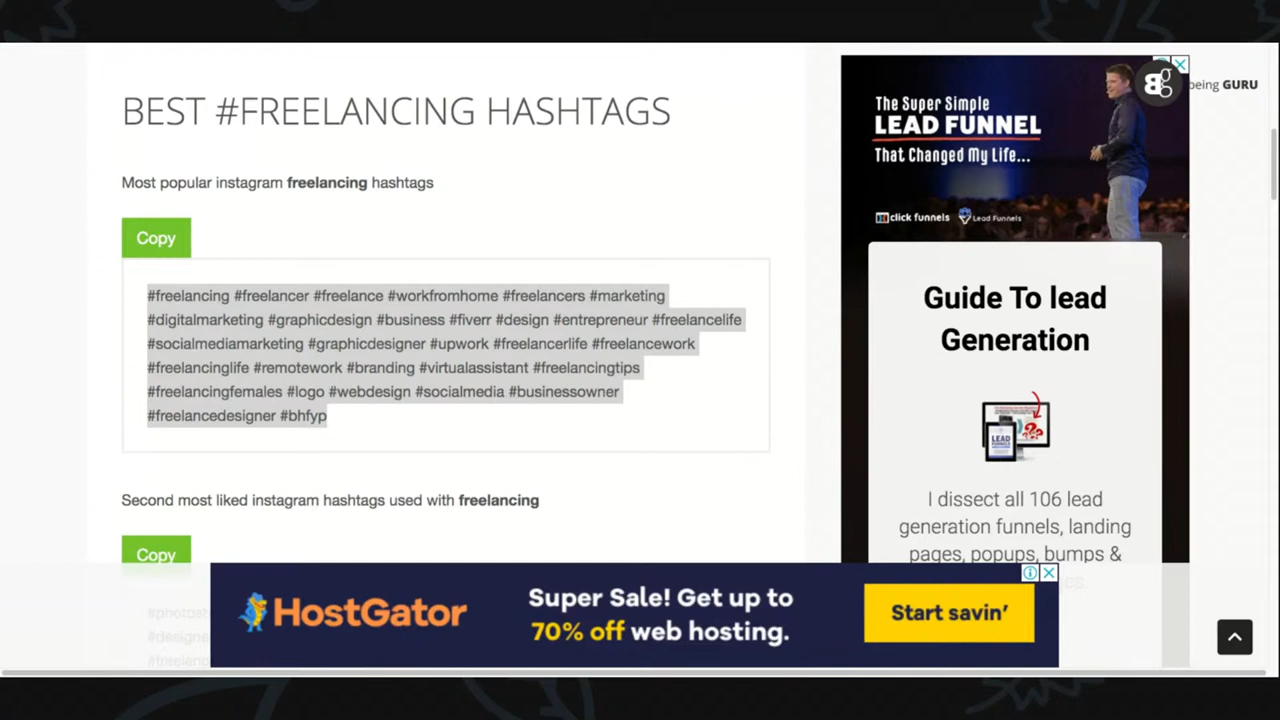 BEST #FREELANCING HASHTAGS
Most popular instagram freelancing hashtags
Copy
#freelancing #freelancer #freelance #workfromhome #freelancers #marketing
#digitalmarketing #graphicdesign #business #fiverr #design #entrepreneur #freelancelife
#socialmediamarketing #graphicdesigner #upwork #freelancerlife #freelancework
#freelancinglife #remotework #branding #virtualassistant #freelancingtips
#freelancingfemales #logo #webdesign #socialmedia #businessowner
#freelancedesigner #bhfyp
Second most liked instagram hashtags used with freelancing
Copy
The Super Simple
LEAD FUNNEL
That Changed My Life...
click funnels
Lead Funnels
being GURU
Guide To lead
Generation
LEAD
FUNNELS
I dissect all 106 lead
generation funnels, landing
pages, popups, bumps &
HostGator
Super Sale! Get up to
70% off web hosting.
Start savin'